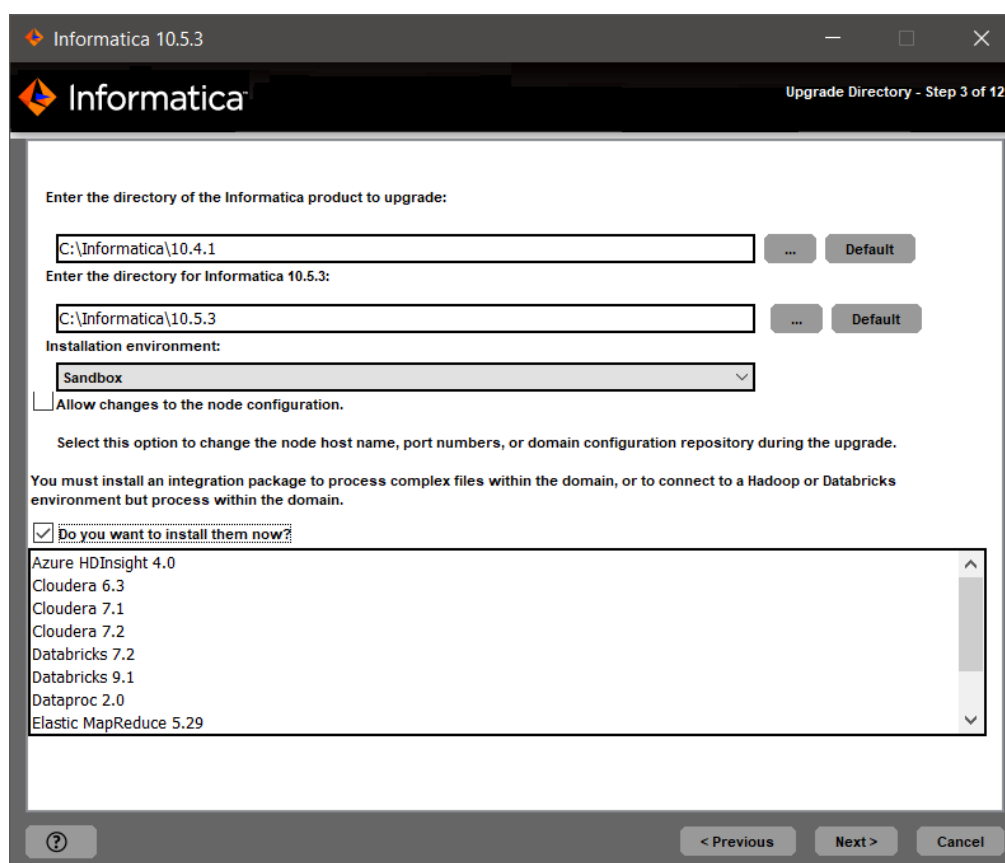 Informatica 10.5.3
Informatica
Upgrade Directory - Step 3 of 12
Enter the directory of the Informatica product to upgrade:
C:\Informatica\10.4.1
...
Default
Enter the directory for Informatica 10.5.3:
C:\Informatica\10.5.3
...
Default
Installation environment:
Sandbox
Allow changes to the node configuration.
Select this option to change the node host name, port numbers, or domain configuration repository during the upgrade.
You must install an integration package to process complex files within the domain, or to connect to a Hadoop or Databricks
environment but process within the domain.
Do you want to install them now?
Azure HDInsight 4.0
Cloudera 6.3
Cloudera 7.1
Cloudera 7.2
Databricks 7.2
Databricks 9.1
Dataproc 2.0
Elastic MapReduce 5.29
?
< Previous
Next >
Cancel